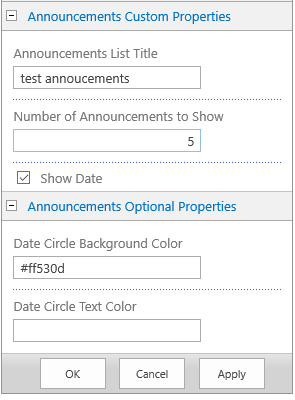 Announcements Custom Properties
Announcements List Title
test annoucements
Number of Announcements to Show
5
Show Date
Announcements Optional Properties
Date Circle Background Color
#ff530d
Date Circle Text Color
OK Cancel Apply